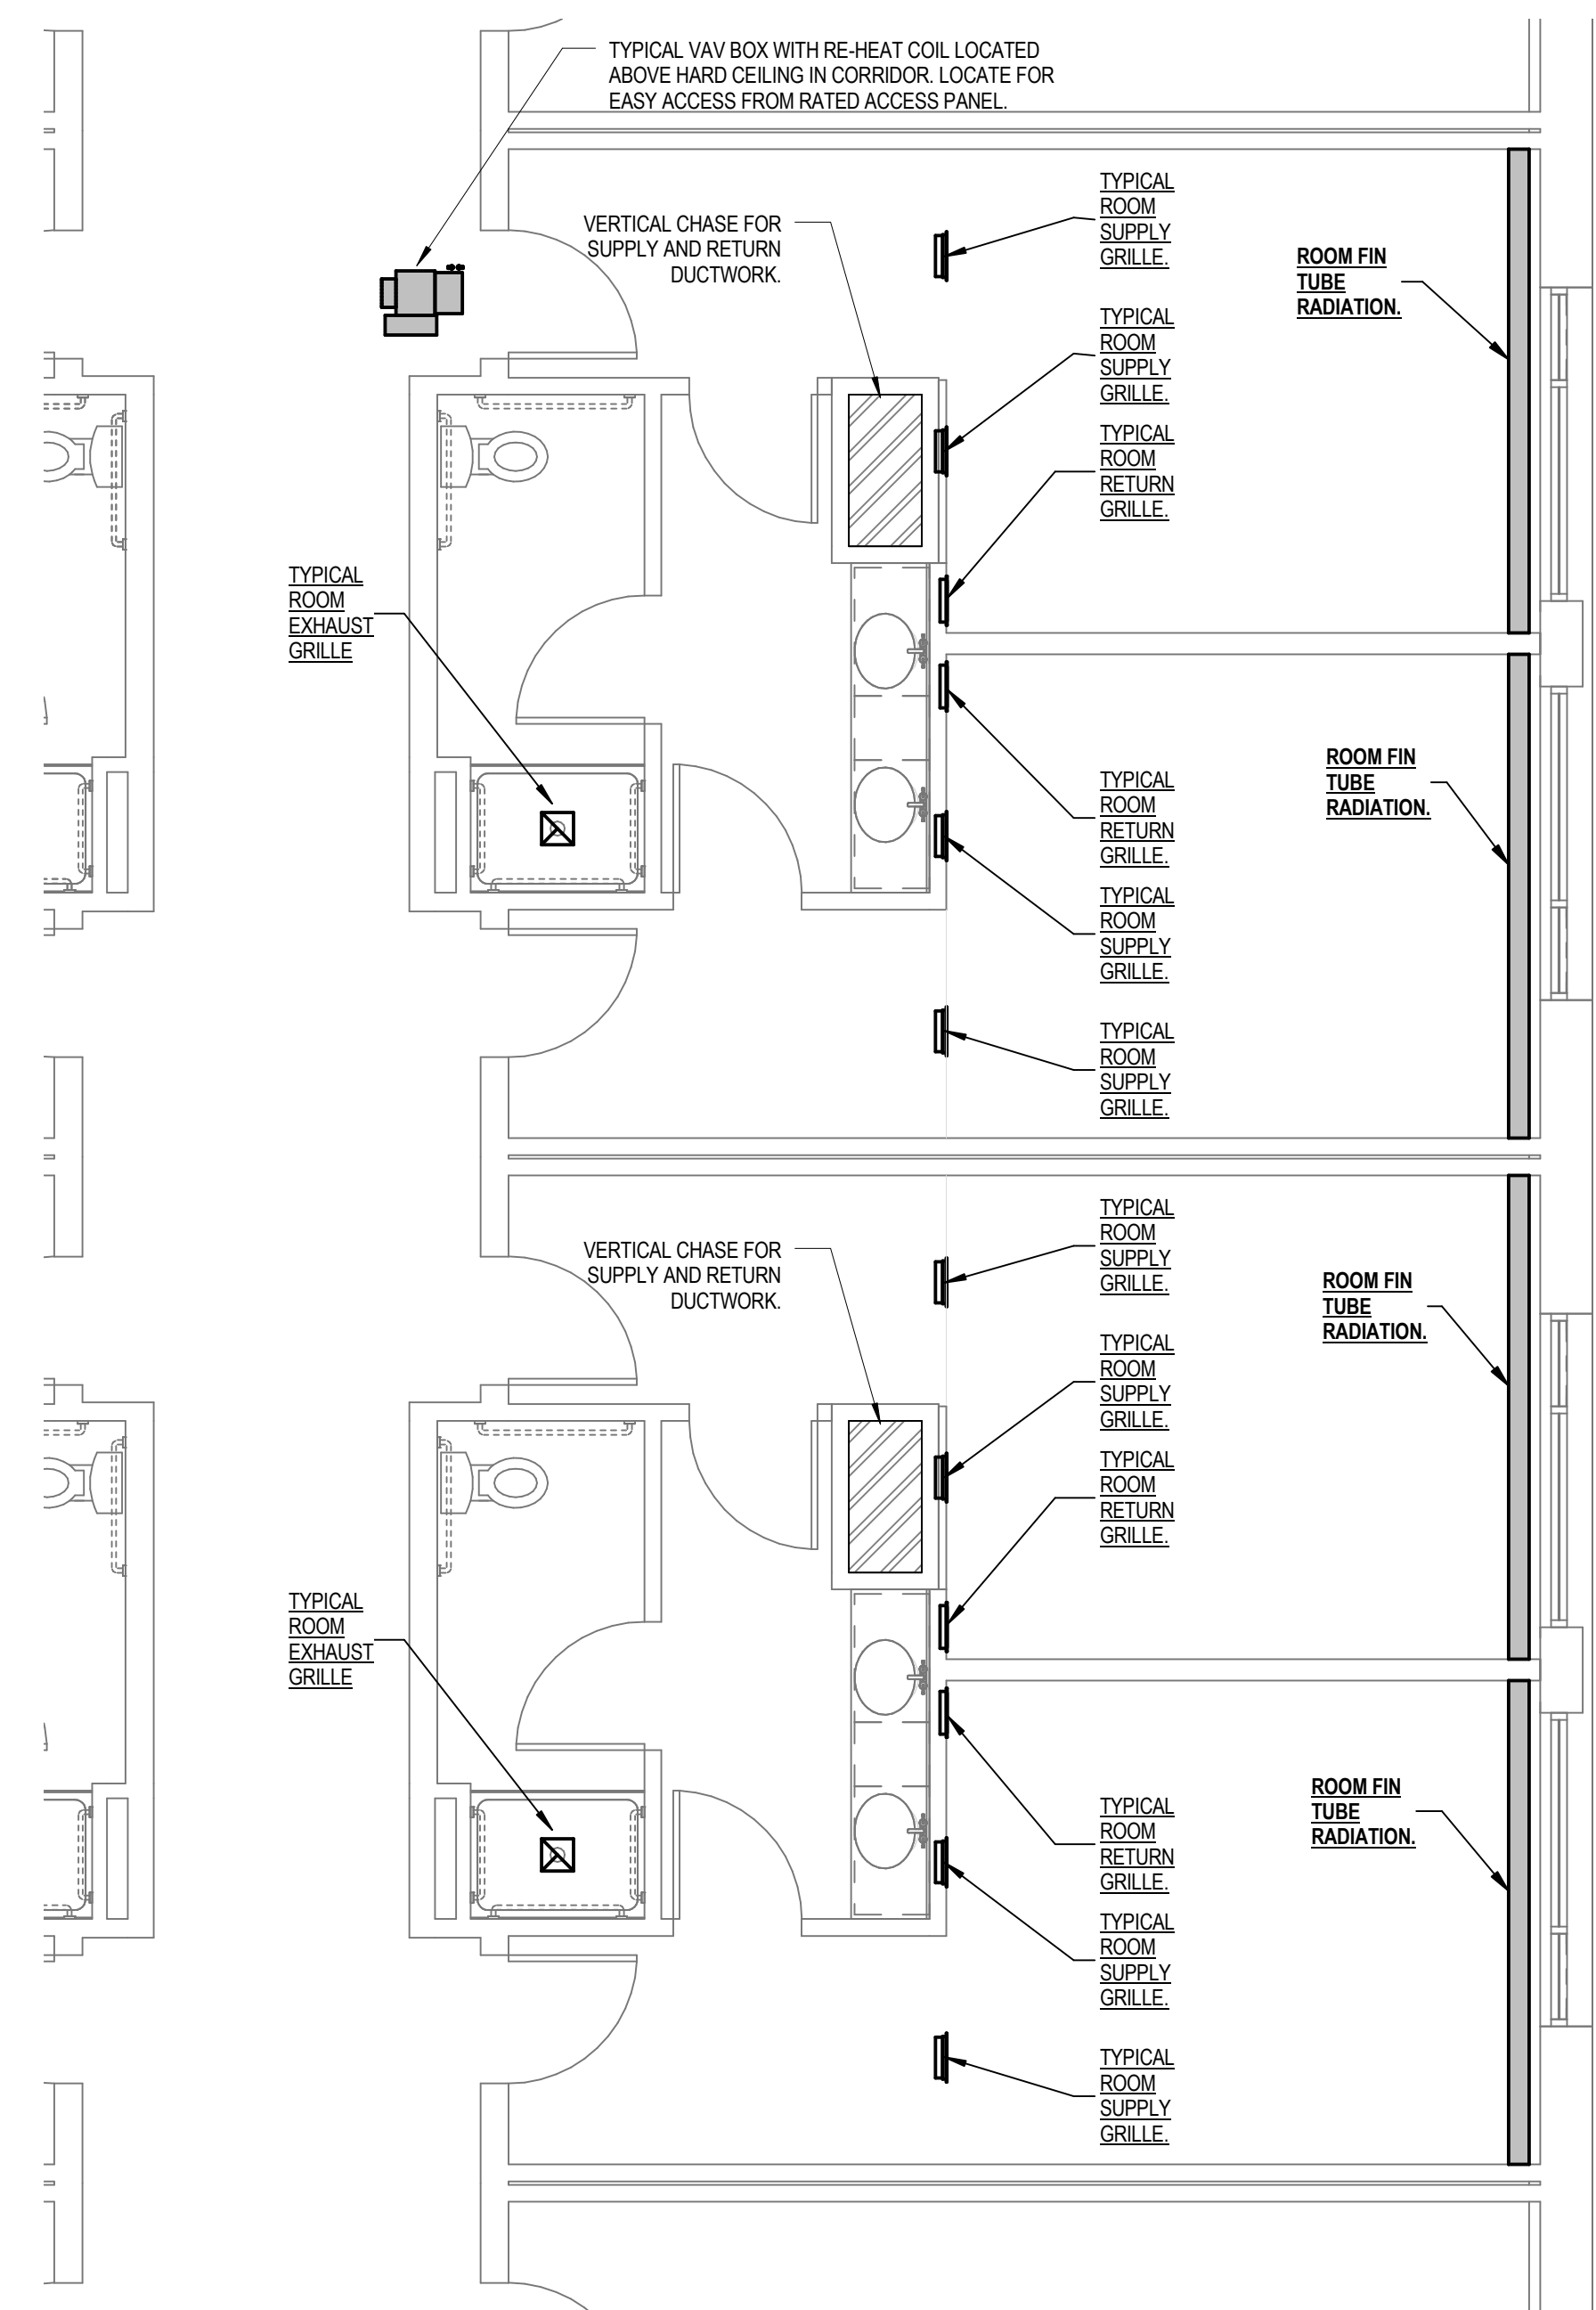 TYPICAL VAV BOX WITH RE-HEAT COIL LOCATED
ABOVE HARD CEILING IN CORRIDOR. LOCATE FOR
EASY ACCESS FROM RATED ACCESS PANEL.
TYPICAL
ROOM
SUPPLY
GRILLE.
VERTICAL CHASE FOR
SUPPLY AND RETURN
DUCTWORK.
ROOM FIN
TUBE
RADIATION.
TYPICAL
ROOM
SUPPLY
GRILLE.
TYPICAL
ROOM
RETURN
GRILLE.
TYPICAL
ROOM
EXHAUST
GRILLE
ROOM FIN
TUBE
RADIATION.
TYPICAL
ROOM
RETURN
GRILLE.
TYPICAL
ROOM
SUPPLY
GRILLE.
TYPICAL
ROOM
SUPPLY
GRILLE.
TYPICAL
ROOM
SUPPLY
GRILLE.
VERTICAL CHASE FOR
SUPPLY AND RETURN
DUCTWORK.
ROOM FIN
TUBE
RADIATION.
TYPICAL
ROOM
SUPPLY
GRILLE.
TYPICAL
ROOM
RETURN
GRILLE.
TYPICAL
ROOM
EXHAUST
GRILLE
ROOM FIN
TUBE
RADIATION.
TYPICAL
ROOM
RETURN
GRILLE.
TYPICAL
ROOM
SUPPLY
GRILLE.
TYPICAL
ROOM
SUPPLY
GRILLE.